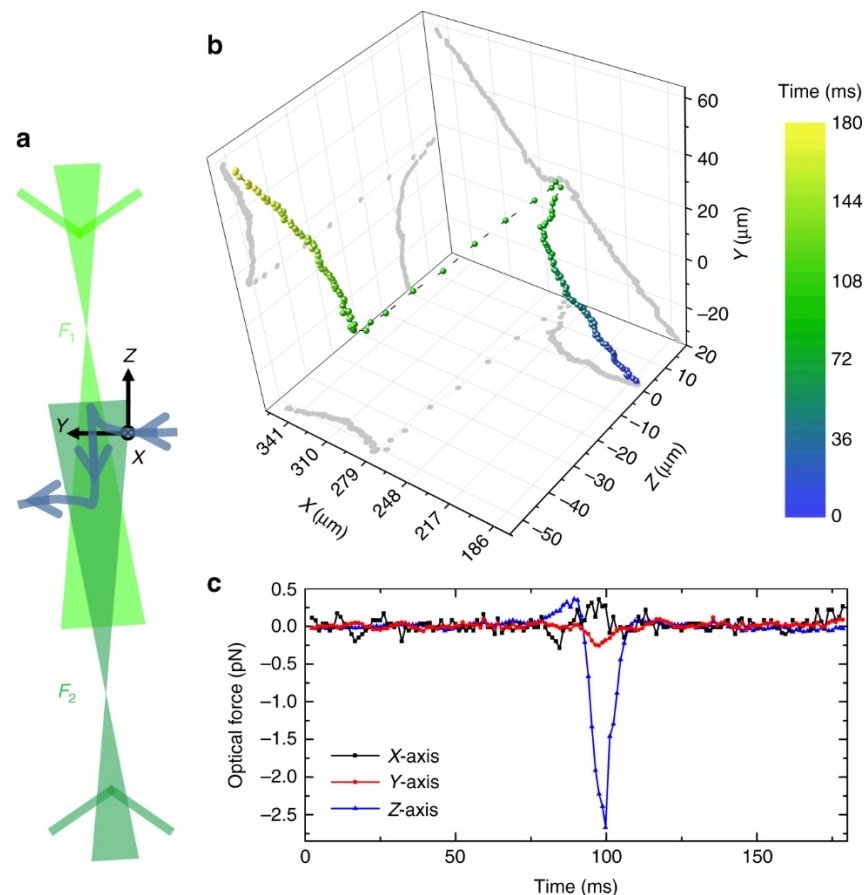 a
F1
Z
Y
X
F2
b
Time (ms)
180
144
108
72
36
0
60
40
20
0
−20
Y (μm)
20
10
0
−10
−20
−30
−40
−50
Z (μm)
341
310
279
248
217
186
X (μm)
c
0.5
0.0
−0.5
−1.0
−1.5
−2.0
−2.5
Optical force (pN)
X-axis
Y-axis
Z-axis
0
50
100
150
Time (ms)